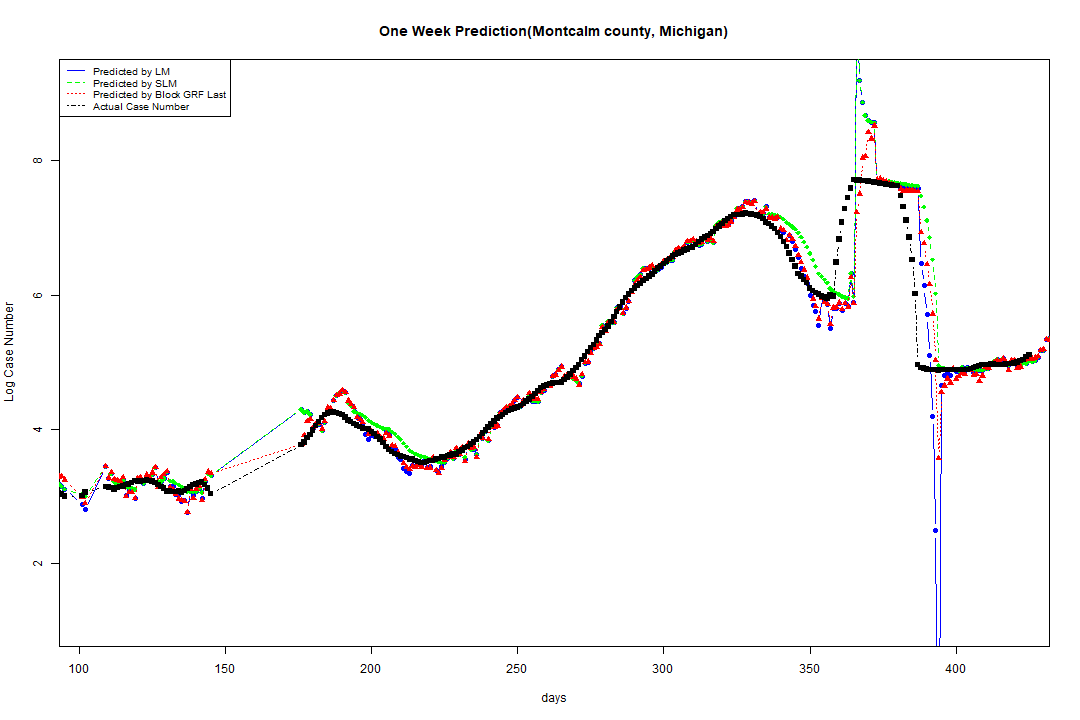 One Week Prediction(Montcalm county, Michigan)
Predicted by LM
Predicted by SLM
Predicted by Block GRF Last
Actual Case Number
8
6
4
2
Log Case Number
100 150 200 250 300 350 400
days